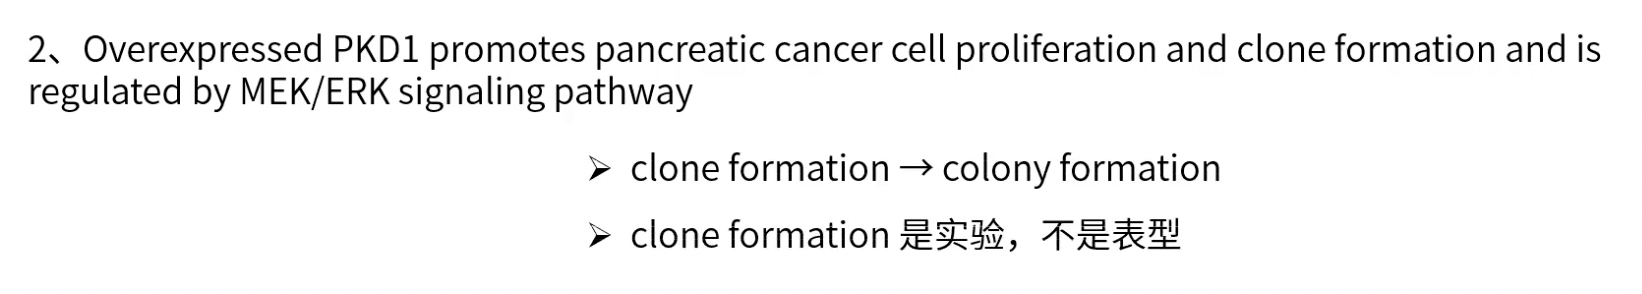 2、Overexpressed PKD1 promotes pancreatic cancer cell proliferation and clone formation and is
regulated by MEK/ERK signaling pathway
➢ clone formation → colony formation
➢ clone formation 是实验，不是表型